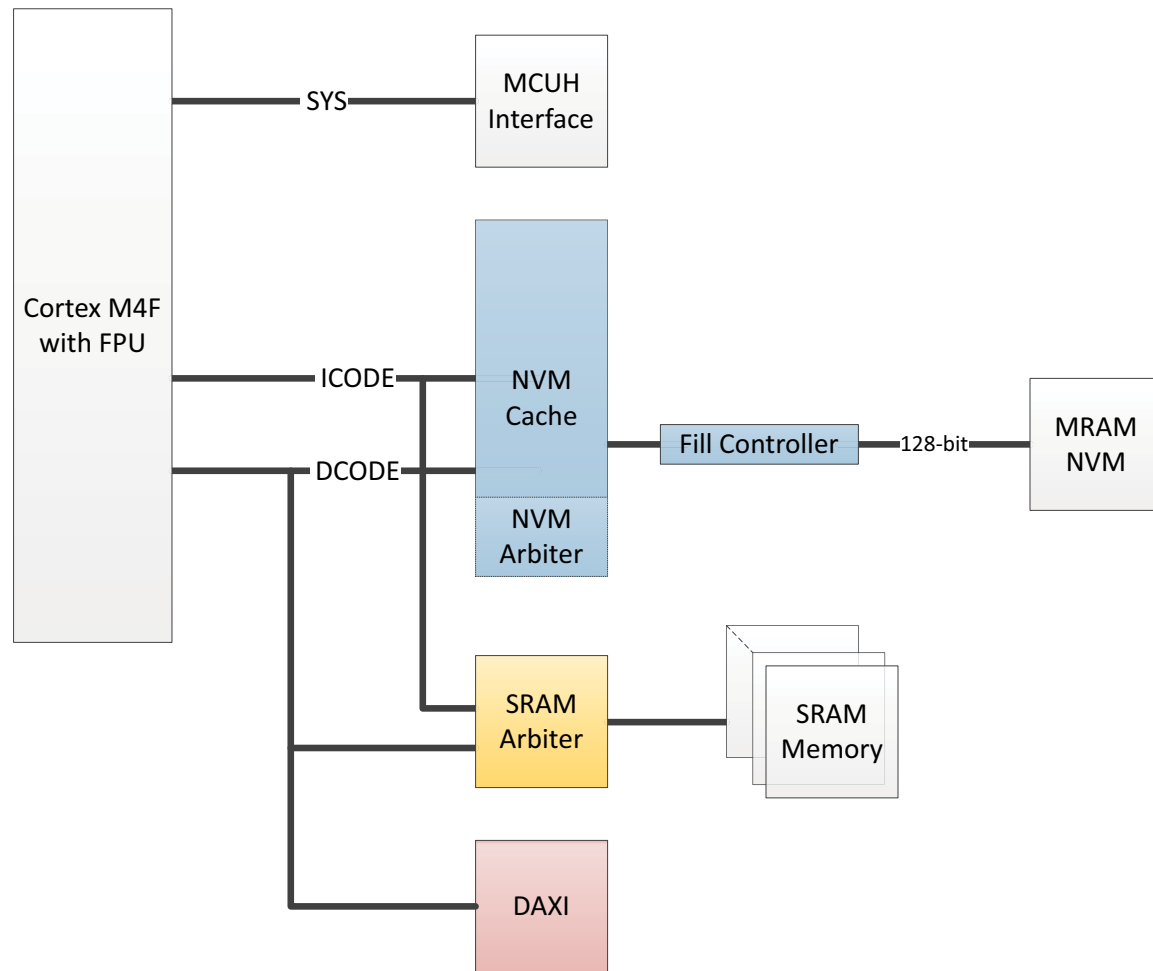 MCUH
Interface
SYS
Cortex M4F
with FPU
ICODE
NVM
Cache
DCODE
Fill Controller
128-bit
MRAM
NVM
NVM
Arbiter
SRAM
Arbiter
SRAM
Memory
DAXI